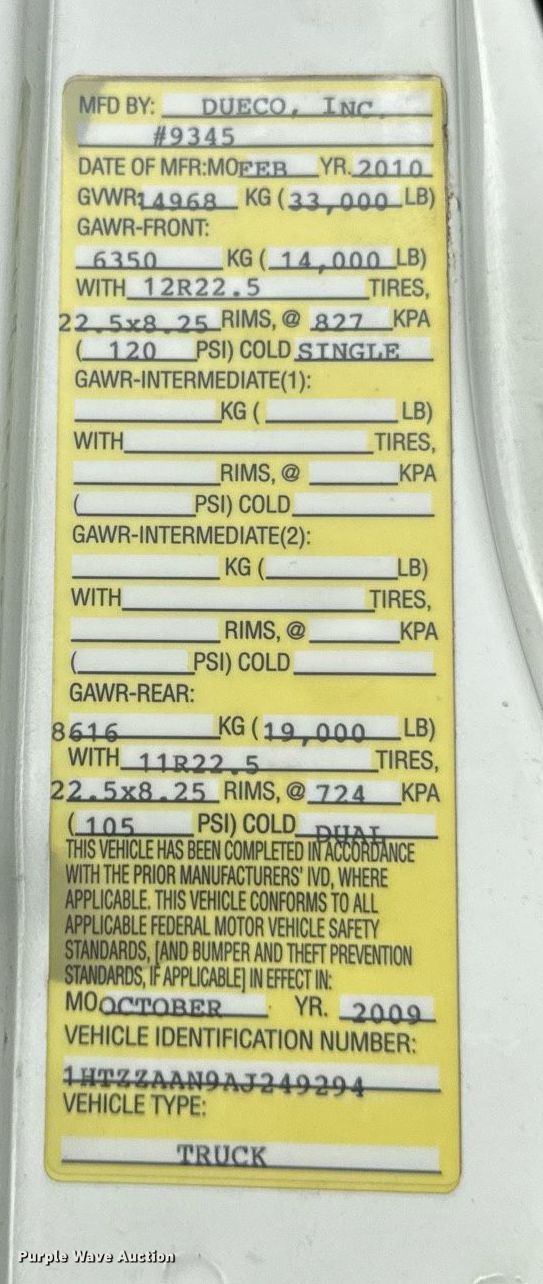 MFD BY: DUECO, INC.
#9345
DATE OF MFR:MO FEB YR. 2010
GVWR: 14968 KG (33,000 LB)
GAWR-FRONT:
6350 KG ( 14,000 LB)
WITH 12R22.5 TIRES,
22.5x8.25 RIMS, @ 827 KPA
( 120 PSI) COLD SINGLE
GAWR-INTERMEDIATE(1):
KG ( LB)
WITH TIRES,
RIMS, @ KPA
( PSI) COLD
GAWR-INTERMEDIATE(2):
KG ( LB)
WITH TIRES,
RIMS, @ KPA
( PSI) COLD
GAWR-REAR:
8616 KG (19,000 LB)
WITH 11R22.5 TIRES,
22.5x8.25 RIMS, @ 724 KPA
( 105 PSI) COLD DUAL
THIS VEHICLE HAS BEEN COMPLETED IN ACCORDANCE
WITH THE PRIOR MANUFACTURERS' IVD, WHERE
APPLICABLE. THIS VEHICLE CONFORMS TO ALL
APPLICABLE FEDERAL MOTOR VEHICLE SAFETY
STANDARDS, [AND BUMPER AND THEFT PREVENTION
STANDARDS, IF APPLICABLE] IN EFFECT IN:
MO OCTOBER YR. 2009
VEHICLE IDENTIFICATION NUMBER:
1HTZZAAN9AJ249294
VEHICLE TYPE:
TRUCK
Purple Wave Auction